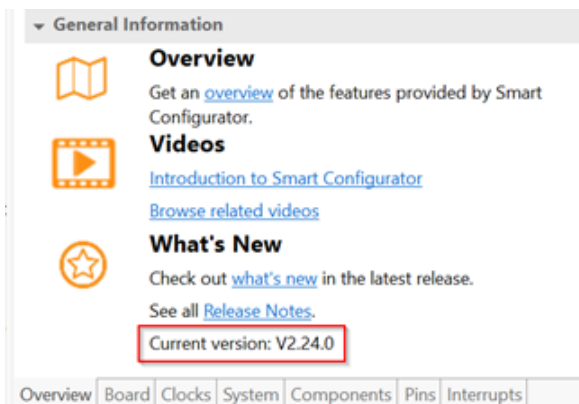 General Information
Overview
Get an overview of the features provided by Smart
Configurator.
Videos
Introduction to Smart Configurator
Browse related videos
What's New
Check out what's new in the latest release.
See all Release Notes.
Current version: V2.24.0
Overview Board Clocks System Components Pins Interrupts